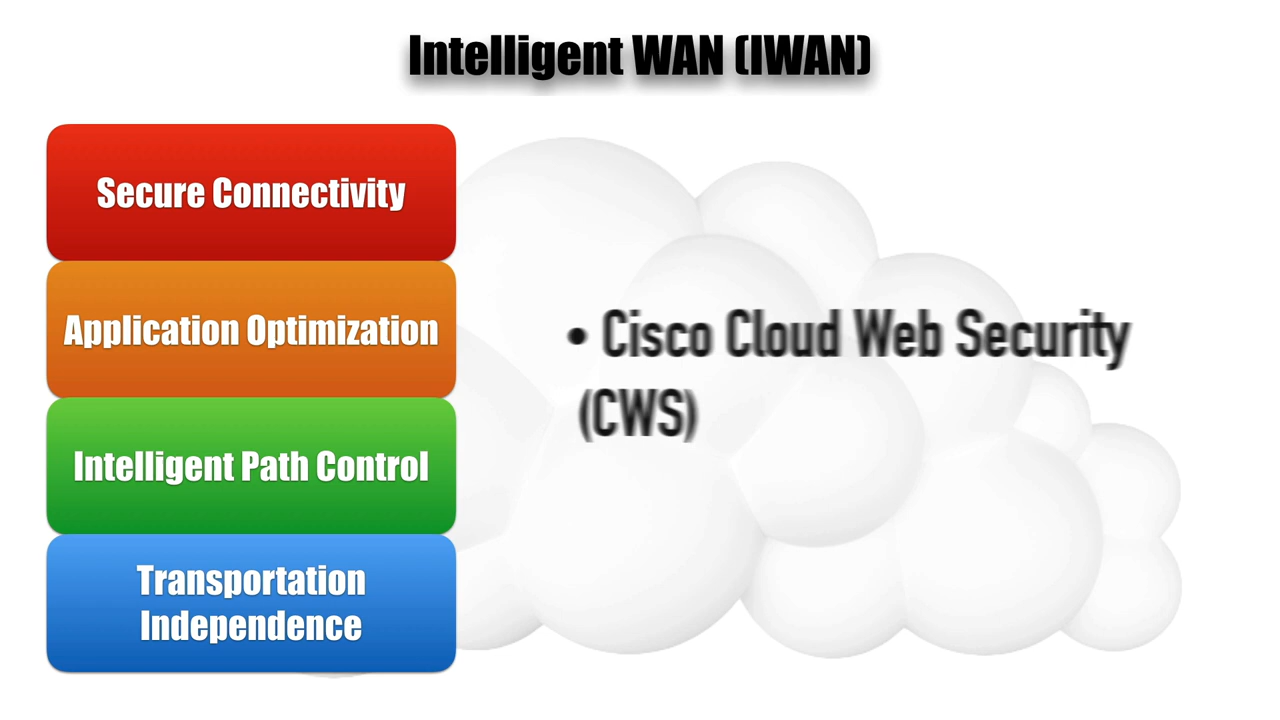 Intelligent WAN (IWAN)
Secure Connectivity
Application Optimization
Intelligent Path Control
Transportation
Independence
• Cisco Cloud Web Security
(CWS)